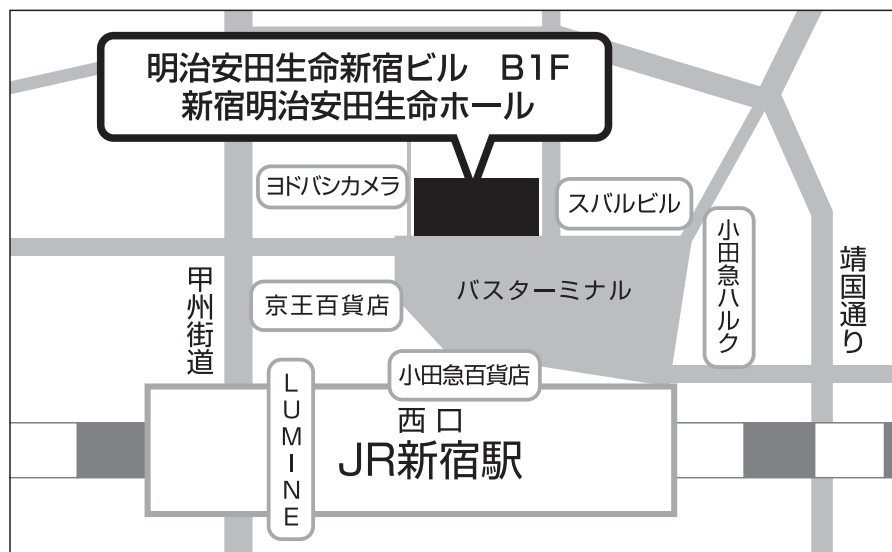 明治安田生命新宿ビル　B1F
新宿明治安田生命ホール
ヨドバシカメラ
スバルビル
小田急ハルク
靖国通り
甲州街道
バスターミナル
京王百貨店
小田急百貨店
LUMINE
西口
JR新宿駅